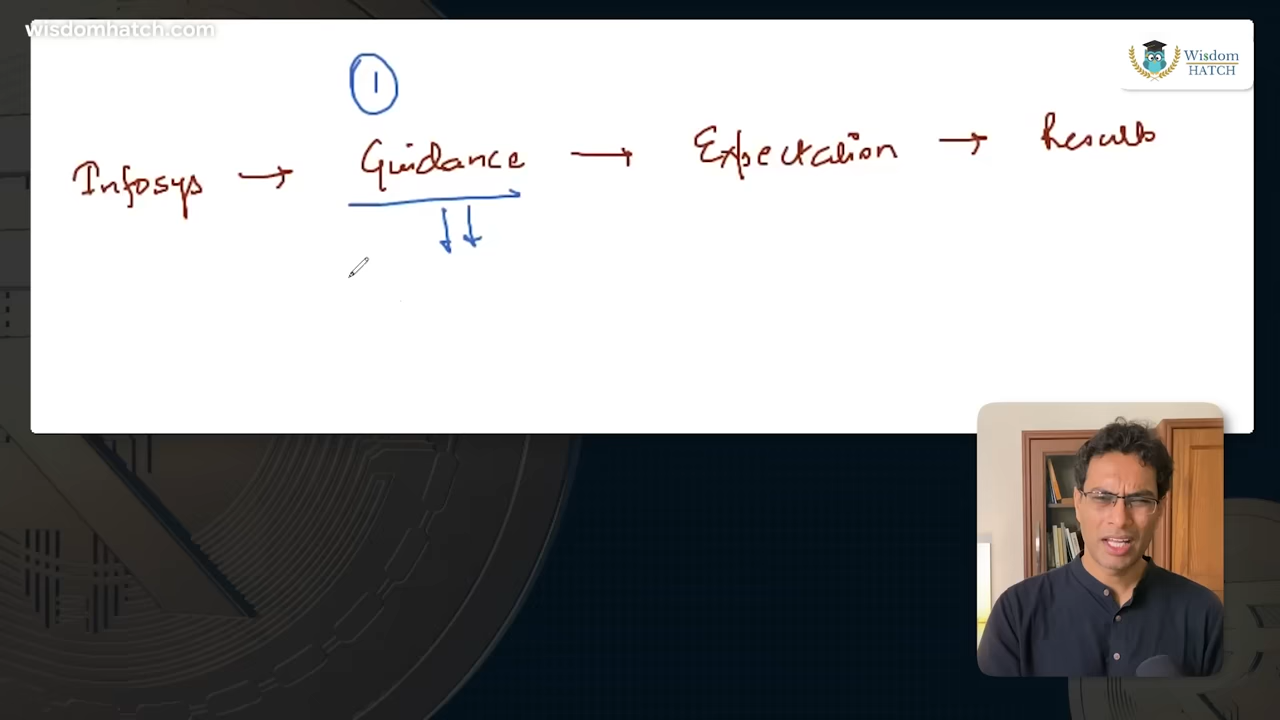 wisdomhatch.com
Wisdom
HATCH
1
Infosys → Guidance → Expectation → Results